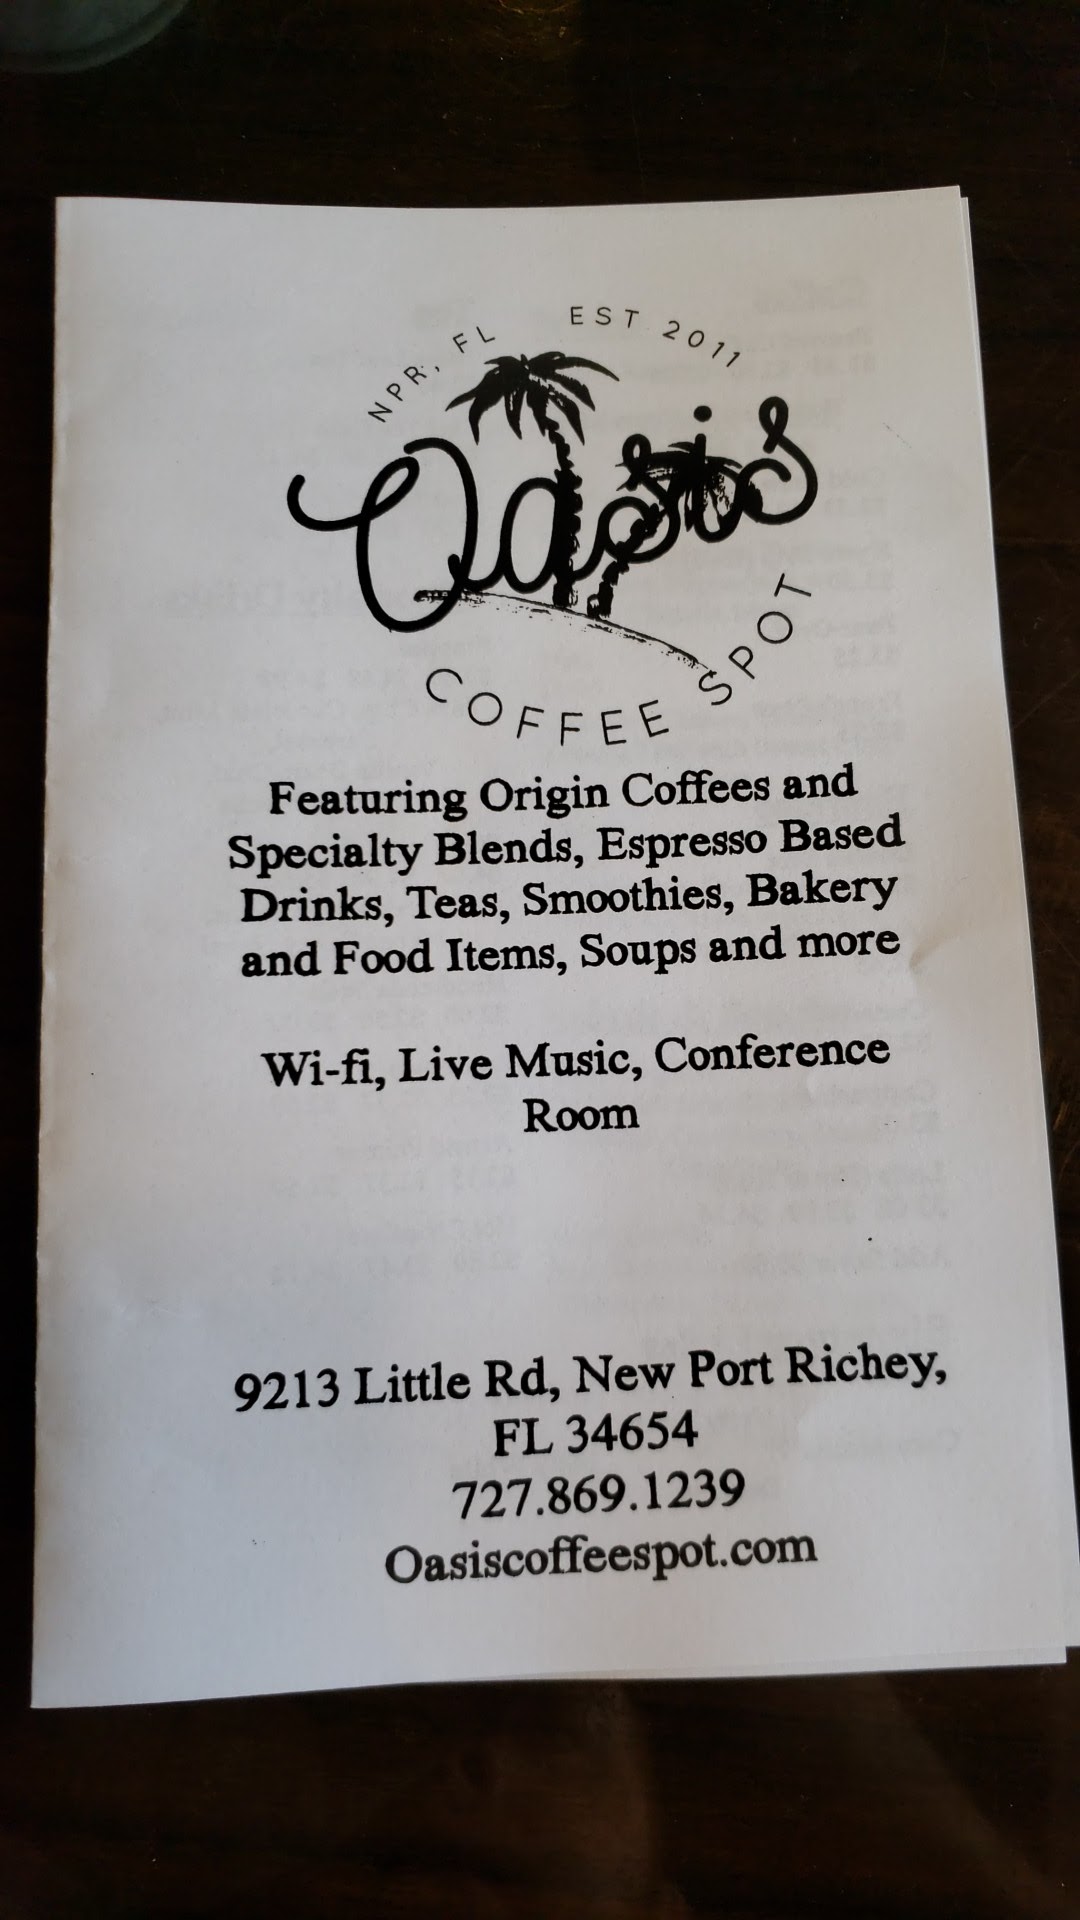 NPR, FL EST 2011
Oasis
COFFEE SPOT
Featuring Origin Coffees and
Specialty Blends, Espresso Based
Drinks, Teas, Smoothies, Bakery
and Food Items, Soups and more
Wi-fi, Live Music, Conference
Room
9213 Little Rd, New Port Richey,
FL 34654
727.869.1239
Oasiscoffeespot.com